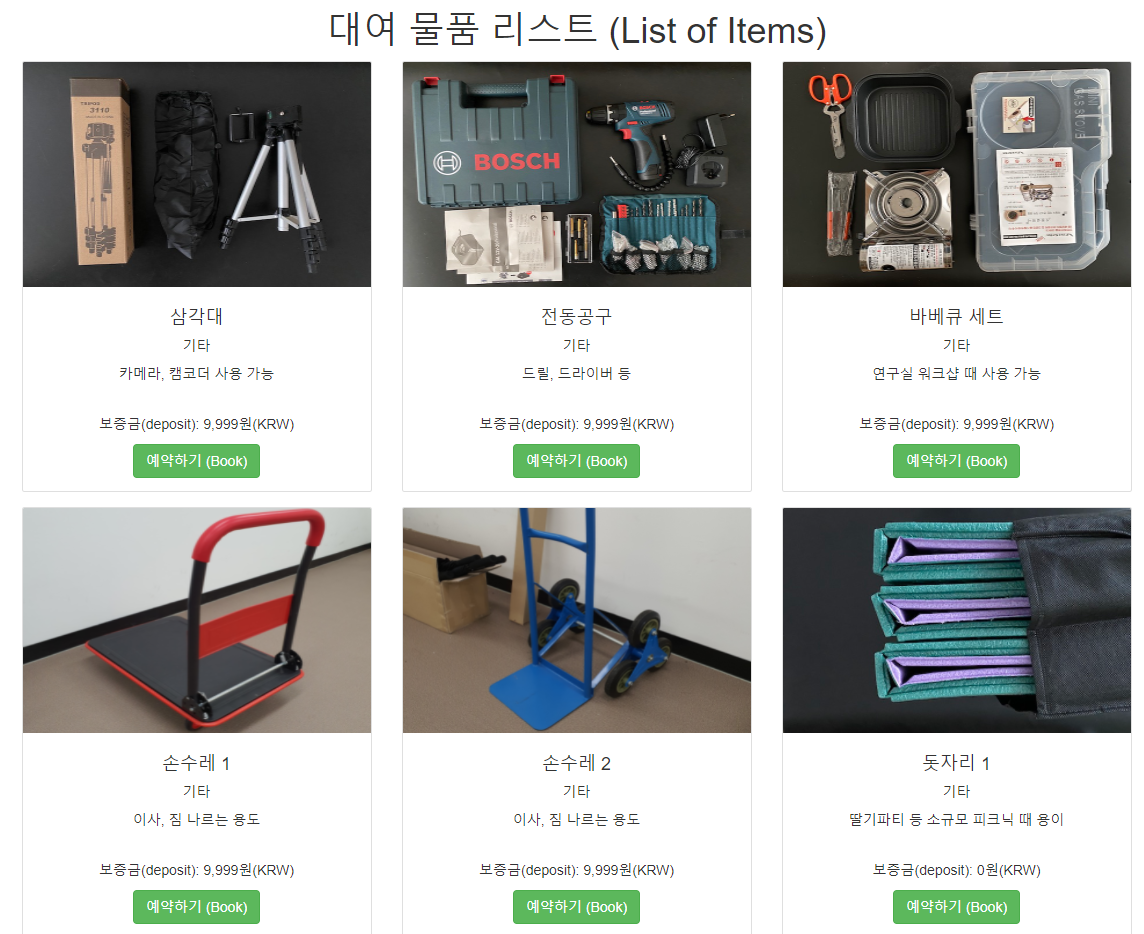 대여 물품 리스트 (List of Items)
3110
BOSCH
BOSCH
삼각대
기타
카메라, 캠코더 사용 가능
보증금(deposit): 9,999원(KRW)
예약하기 (Book)
전동공구
기타
드릴, 드라이버 등
보증금(deposit): 9,999원(KRW)
예약하기 (Book)
바베큐 세트
기타
연구실 워크샵 때 사용 가능
보증금(deposit): 9,999원(KRW)
예약하기 (Book)
손수레 1
기타
이사, 짐 나르는 용도
보증금(deposit): 9,999원(KRW)
예약하기 (Book)
손수레 2
기타
이사, 짐 나르는 용도
보증금(deposit): 9,999원(KRW)
예약하기 (Book)
돗자리 1
기타
딸기파티 등 소규모 피크닉 때 용이
보증금(deposit): 0원(KRW)
예약하기 (Book)